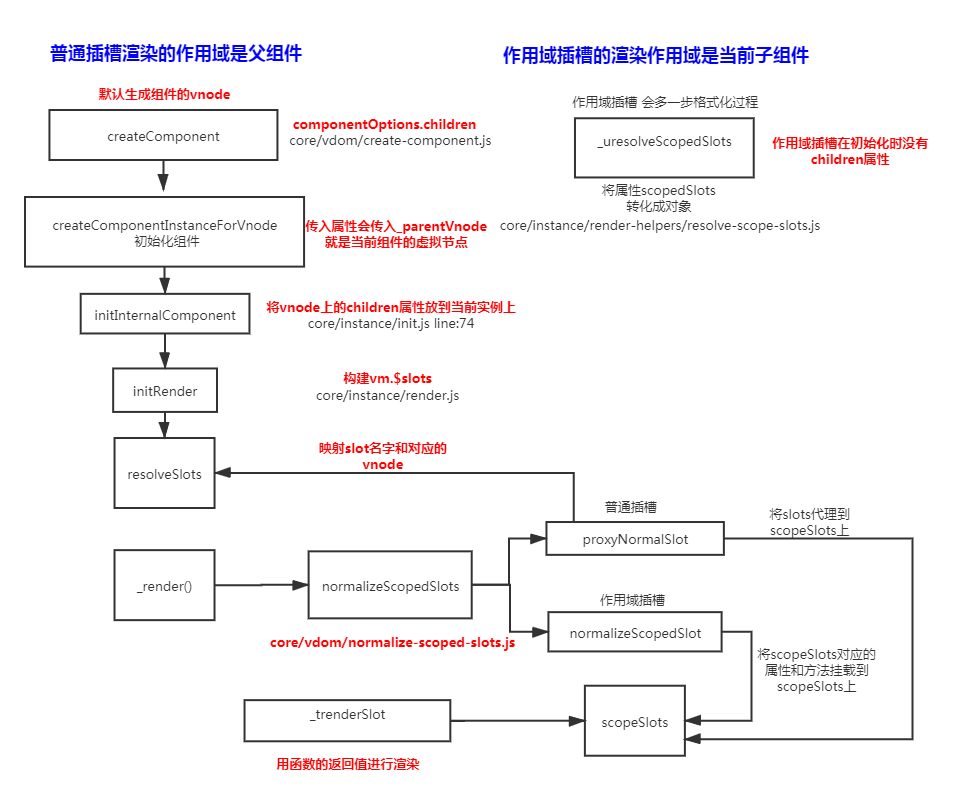 普通插槽渲染的作用域是父组件
作用域插槽的渲染作用域是当前子组件
默认生成组件的vnode
createComponent
componentOptions.children
core/vdom/create-component.js
作用域插槽 会多一步格式化过程
_uresolveScopedSlots
作用域插槽在初始化时没有
children属性
将属性scopedSlots
转化成对象
core/instance/render-helpers/resolve-scope-slots.js
createComponentInstanceForVnode
初始化组件
传入属性会传入_parentVnode
就是当前组件的虚拟节点
initInternalComponent
将vnode上的children属性放到当前实例上
core/instance/init.js line:74
initRender
构建vm.$slots
core/instance/render.js
resolveSlots
映射slot名字和对应的
vnode
普通插槽
proxyNormalSlot
将slots代理到
scopeSlots上
_render()
normalizeScopedSlots
core/vdom/normalize-scoped-slots.js
作用域插槽
normalizeScopedSlot
将scopeSlots对应的
属性和方法挂载到
scopeSlots上
_trenderSlot
用函数的返回值进行渲染
scopeSlots